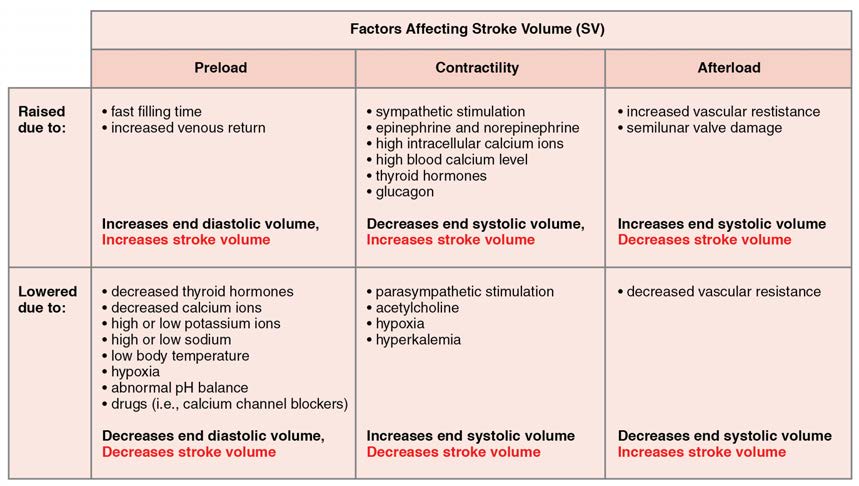 Factors Affecting Stroke Volume (SV)
Preload
Contractility
Afterload
Raised
due to:
• fast filling time
• increased venous return
Increases end diastolic volume,
Increases stroke volume
• sympathetic stimulation
• epinephrine and norepinephrine
• high intracellular calcium ions
• high blood calcium level
• thyroid hormones
• glucagon
Decreases end systolic volume,
Increases stroke volume
• increased vascular restistance
• semilunar valve damage
Increases end systolic volume
Decreases stroke volume
Lowered
due to:
• decreased thyroid hormones
• decreased calcium ions
• high or low potassium ions
• high or low sodium
• low body temperature
• hypoxia
• abnormal pH balance
• drugs (i.e., calcium channel blockers)
Decreases end diastolic volume,
Decreases stroke volume
• parasympathetic stimulation
• acetylcholine
• hypoxia
• hyperkalemia
Increases end systolic volume
Decreases stroke volume
• decreased vascular resistance
Decreases end systolic volume
Increases stroke volume